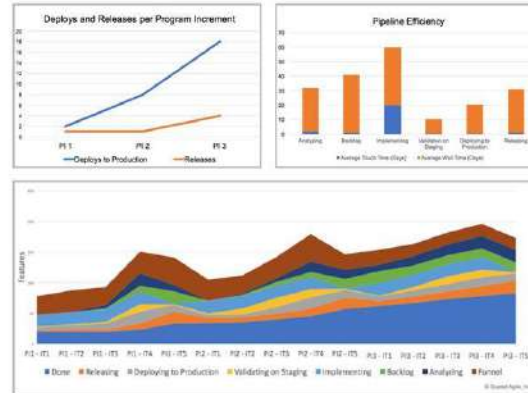 Deploys and Releases per Program Increment
20
18
16
14
12
10
8
6
4
2
0
PI 1
PI 2
PI 3
Deploys to Production
Releases
Pipeline Efficiency
70
60
50
40
30
20
10
0
Analyzing
Backlog
Implementing
Validating on Staging
Deploying to Production
Releasing
Average Touch Time (Days)
Average Wait Time (Days)
Features
PI1 - IT1
PI1 - IT2
PI1 - IT3
PI1 - IT4
PI1 - IT5
PI2 - IT1
PI2 - IT2
PI2 - IT3
PI2 - IT4
PI2 - IT5
PI3 - IT1
PI3 - IT2
PI3 - IT3
PI3 - IT4
PI3 - IT5
Done
Releasing
Deploying to Production
Validating on Staging
Implementing
Backlog
Analyzing
Funnel
© Scaled Agile, Inc